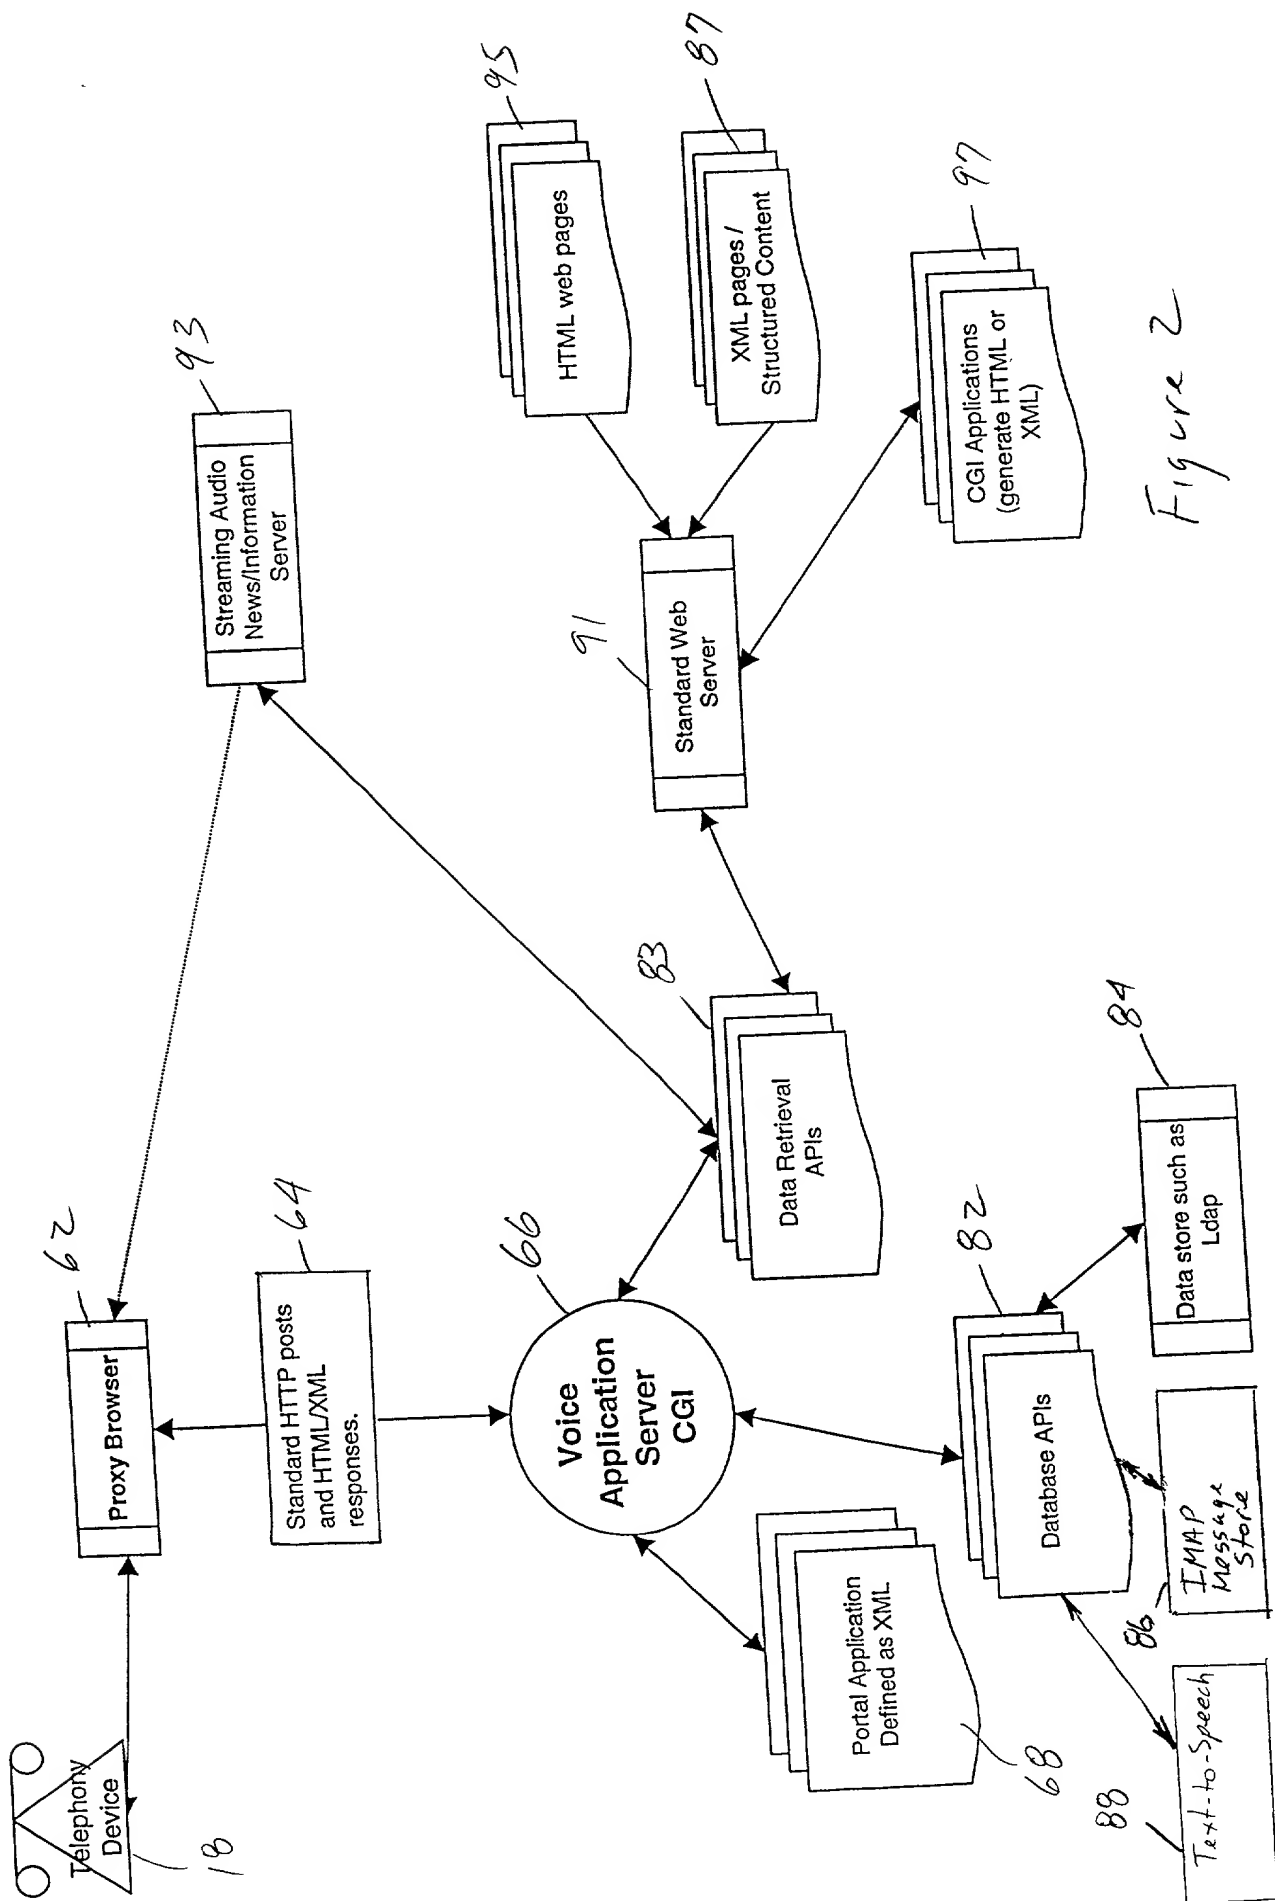 Telephony
Device
18
Proxy Browser
62
Standard HTTP posts
and HTML/XML
responses.
64
Streaming Audio
News/Information
Server
93
Voice
Application
Server
CGI
66
Portal Application
Defined as XML
68
Data Retrieval
APIs
83
Standard Web
Server
91
HTML web pages
95
XML pages /
Structured Content
87
CGI Applications
(generate HTML or
XML)
97
Database APIs
82
Data store such as
Ldap
84
IMAP
Message
Store
86
Text-to-Speech
88
Figure 2